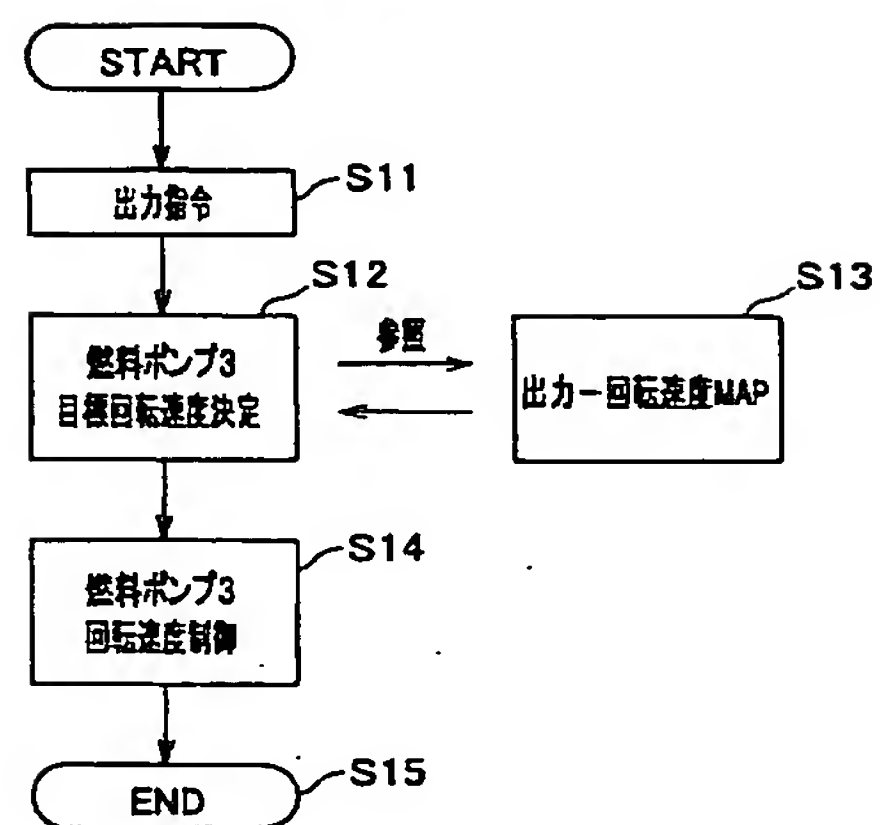 START
出力指令
S11
S12
燃料ポンプ3
目標回転速度決定
参照
S13
出力ー回転速度MAP
S14
燃料ポンプ3
回転速度制御
S15
END